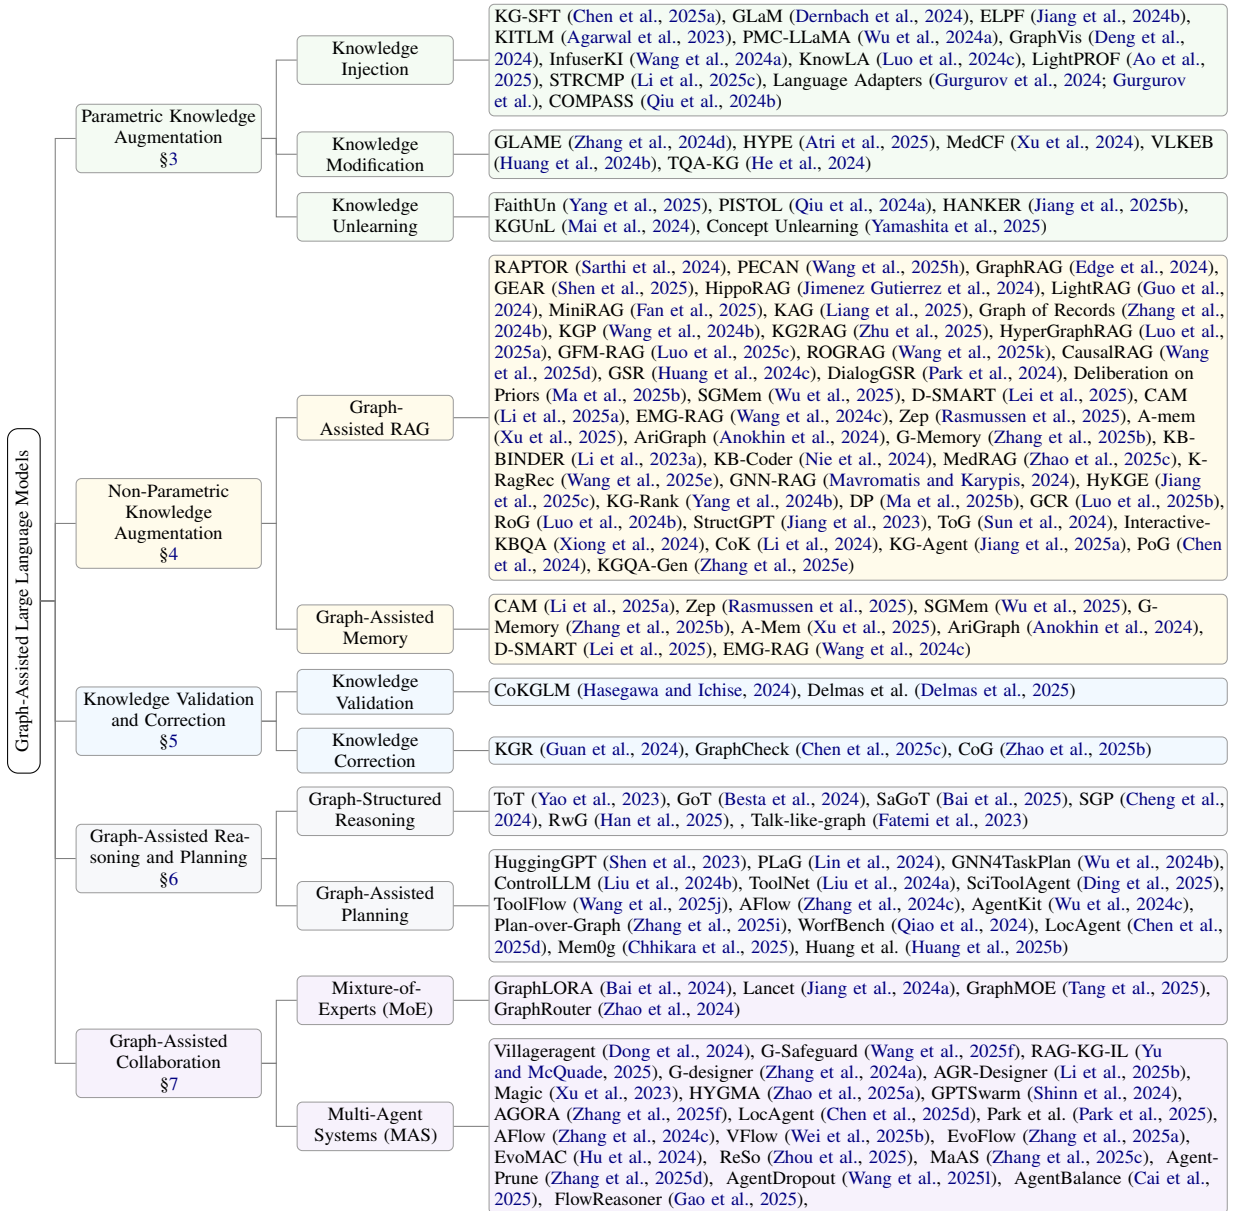 Graph-Assisted Large Language Models
Parametric Knowledge
Augmentation
§3
Knowledge
Injection
KG-SFT (Chen et al., 2025a), GLaM (Dernbach et al., 2024), ELPF (Jiang et al., 2024b),
KITLM (Agarwal et al., 2023), PMC-LLaMA (Wu et al., 2024a), GraphVis (Deng et al.,
2024), InfuserKI (Wang et al., 2024a), KnowLA (Luo et al., 2024c), LightPROF (Ao et al.,
2025), STRCMP (Li et al., 2025c), Language Adapters (Gurgurov et al., 2024; Gurgurov
et al.), COMPASS (Qiu et al., 2024b)
Knowledge
Modification
GLAME (Zhang et al., 2024d), HYPE (Atri et al., 2025), MedCF (Xu et al., 2024), VLKEB
(Huang et al., 2024b), TQA-KG (He et al., 2024)
Knowledge
Unlearning
FaithUn (Yang et al., 2025), PISTOL (Qiu et al., 2024a), HANKER (Jiang et al., 2025b),
KGUnL (Mai et al., 2024), Concept Unlearning (Yamashita et al., 2025)
Non-Parametric
Knowledge
Augmentation
§4
Graph-
Assisted RAG
RAPTOR (Sarthi et al., 2024), PECAN (Wang et al., 2025h), GraphRAG (Edge et al., 2024),
GEAR (Shen et al., 2025), HippoRAG (Jimenez Gutierrez et al., 2024), LightRAG (Guo et al.,
2024), MiniRAG (Fan et al., 2025), KAG (Liang et al., 2025), Graph of Records (Zhang et al.,
2024b), KGP (Wang et al., 2024b), KG2RAG (Zhu et al., 2025), HyperGraphRAG (Luo et al.,
2025a), GFM-RAG (Luo et al., 2025c), ROGRAG (Wang et al., 2025k), CausalRAG (Wang
et al., 2025d), GSR (Huang et al., 2024c), DialogGSR (Park et al., 2024), Deliberation on
Priors (Ma et al., 2025b), SGMem (Wu et al., 2025), D-SMART (Lei et al., 2025), CAM
(Li et al., 2025a), EMG-RAG (Wang et al., 2024c), Zep (Rasmussen et al., 2025), A-mem
(Xu et al., 2025), AriGraph (Anokhin et al., 2024), G-Memory (Zhang et al., 2025b), KB-
BINDER (Li et al., 2023a), KB-Coder (Nie et al., 2024), MedRAG (Zhao et al., 2025c), K-
RagRec (Wang et al., 2025e), GNN-RAG (Mavromatis and Karypis, 2024), HyKGE (Jiang
et al., 2025c), KG-Rank (Yang et al., 2024b), DP (Ma et al., 2025b), GCR (Luo et al., 2025b),
RoG (Luo et al., 2024b), StructGPT (Jiang et al., 2023), ToG (Sun et al., 2024), Interactive-
KBQA (Xiong et al., 2024), CoK (Li et al., 2024), KG-Agent (Jiang et al., 2025a), PoG (Chen
et al., 2024), KGQA-Gen (Zhang et al., 2025e)
Graph-Assisted
Memory
CAM (Li et al., 2025a), Zep (Rasmussen et al., 2025), SGMem (Wu et al., 2025), G-
Memory (Zhang et al., 2025b), A-Mem (Xu et al., 2025), AriGraph (Anokhin et al., 2024),
D-SMART (Lei et al., 2025), EMG-RAG (Wang et al., 2024c)
Knowledge Validation
and Correction
§5
Knowledge
Validation
CoKGLM (Hasegawa and Ichise, 2024), Delmas et al. (Delmas et al., 2025)
Knowledge
Correction
KGR (Guan et al., 2024), GraphCheck (Chen et al., 2025c), CoG (Zhao et al., 2025b)
Graph-Assisted Rea-
soning and Planning
§6
Graph-Structured
Reasoning
ToT (Yao et al., 2023), GoT (Besta et al., 2024), SaGoT (Bai et al., 2025), SGP (Cheng et al.,
2024), RwG (Han et al., 2025), , Talk-like-graph (Fatemi et al., 2023)
Graph-Assisted
Planning
HuggingGPT (Shen et al., 2023), PLaG (Lin et al., 2024), GNN4TaskPlan (Wu et al., 2024b),
ControlLLM (Liu et al., 2024b), ToolNet (Liu et al., 2024a), SciToolAgent (Ding et al., 2025),
ToolFlow (Wang et al., 2025j), AFlow (Zhang et al., 2024c), AgentKit (Wu et al., 2024c),
Plan-over-Graph (Zhang et al., 2025i), WorfBench (Qiao et al., 2024), LocAgent (Chen et al.,
2025d), Mem0g (Chhikara et al., 2025), Huang et al. (Huang et al., 2025b)
Graph-Assisted
Collaboration
§7
Mixture-of-
Experts (MoE)
GraphLORA (Bai et al., 2024), Lancet (Jiang et al., 2024a), GraphMOE (Tang et al., 2025),
GraphRouter (Zhao et al., 2024)
Multi-Agent
Systems (MAS)
Villageragent (Dong et al., 2024), G-Safeguard (Wang et al., 2025f), RAG-KG-IL (Yu
and McQuade, 2025), G-designer (Zhang et al., 2024a), AGR-Designer (Li et al., 2025b),
Magic (Xu et al., 2023), HYGMA (Zhao et al., 2025a), GPTSwarm (Shinn et al., 2024),
AGORA (Zhang et al., 2025f), LocAgent (Chen et al., 2025d), Park et al. (Park et al., 2025),
AFlow (Zhang et al., 2024c), VFlow (Wei et al., 2025b), EvoFlow (Zhang et al., 2025a),
EvoMAC (Hu et al., 2024), ReSo (Zhou et al., 2025), MaAS (Zhang et al., 2025c), Agent-
Prune (Zhang et al., 2025d), AgentDropout (Wang et al., 2025l), AgentBalance (Cai et al.,
2025), FlowReasoner (Gao et al., 2025),